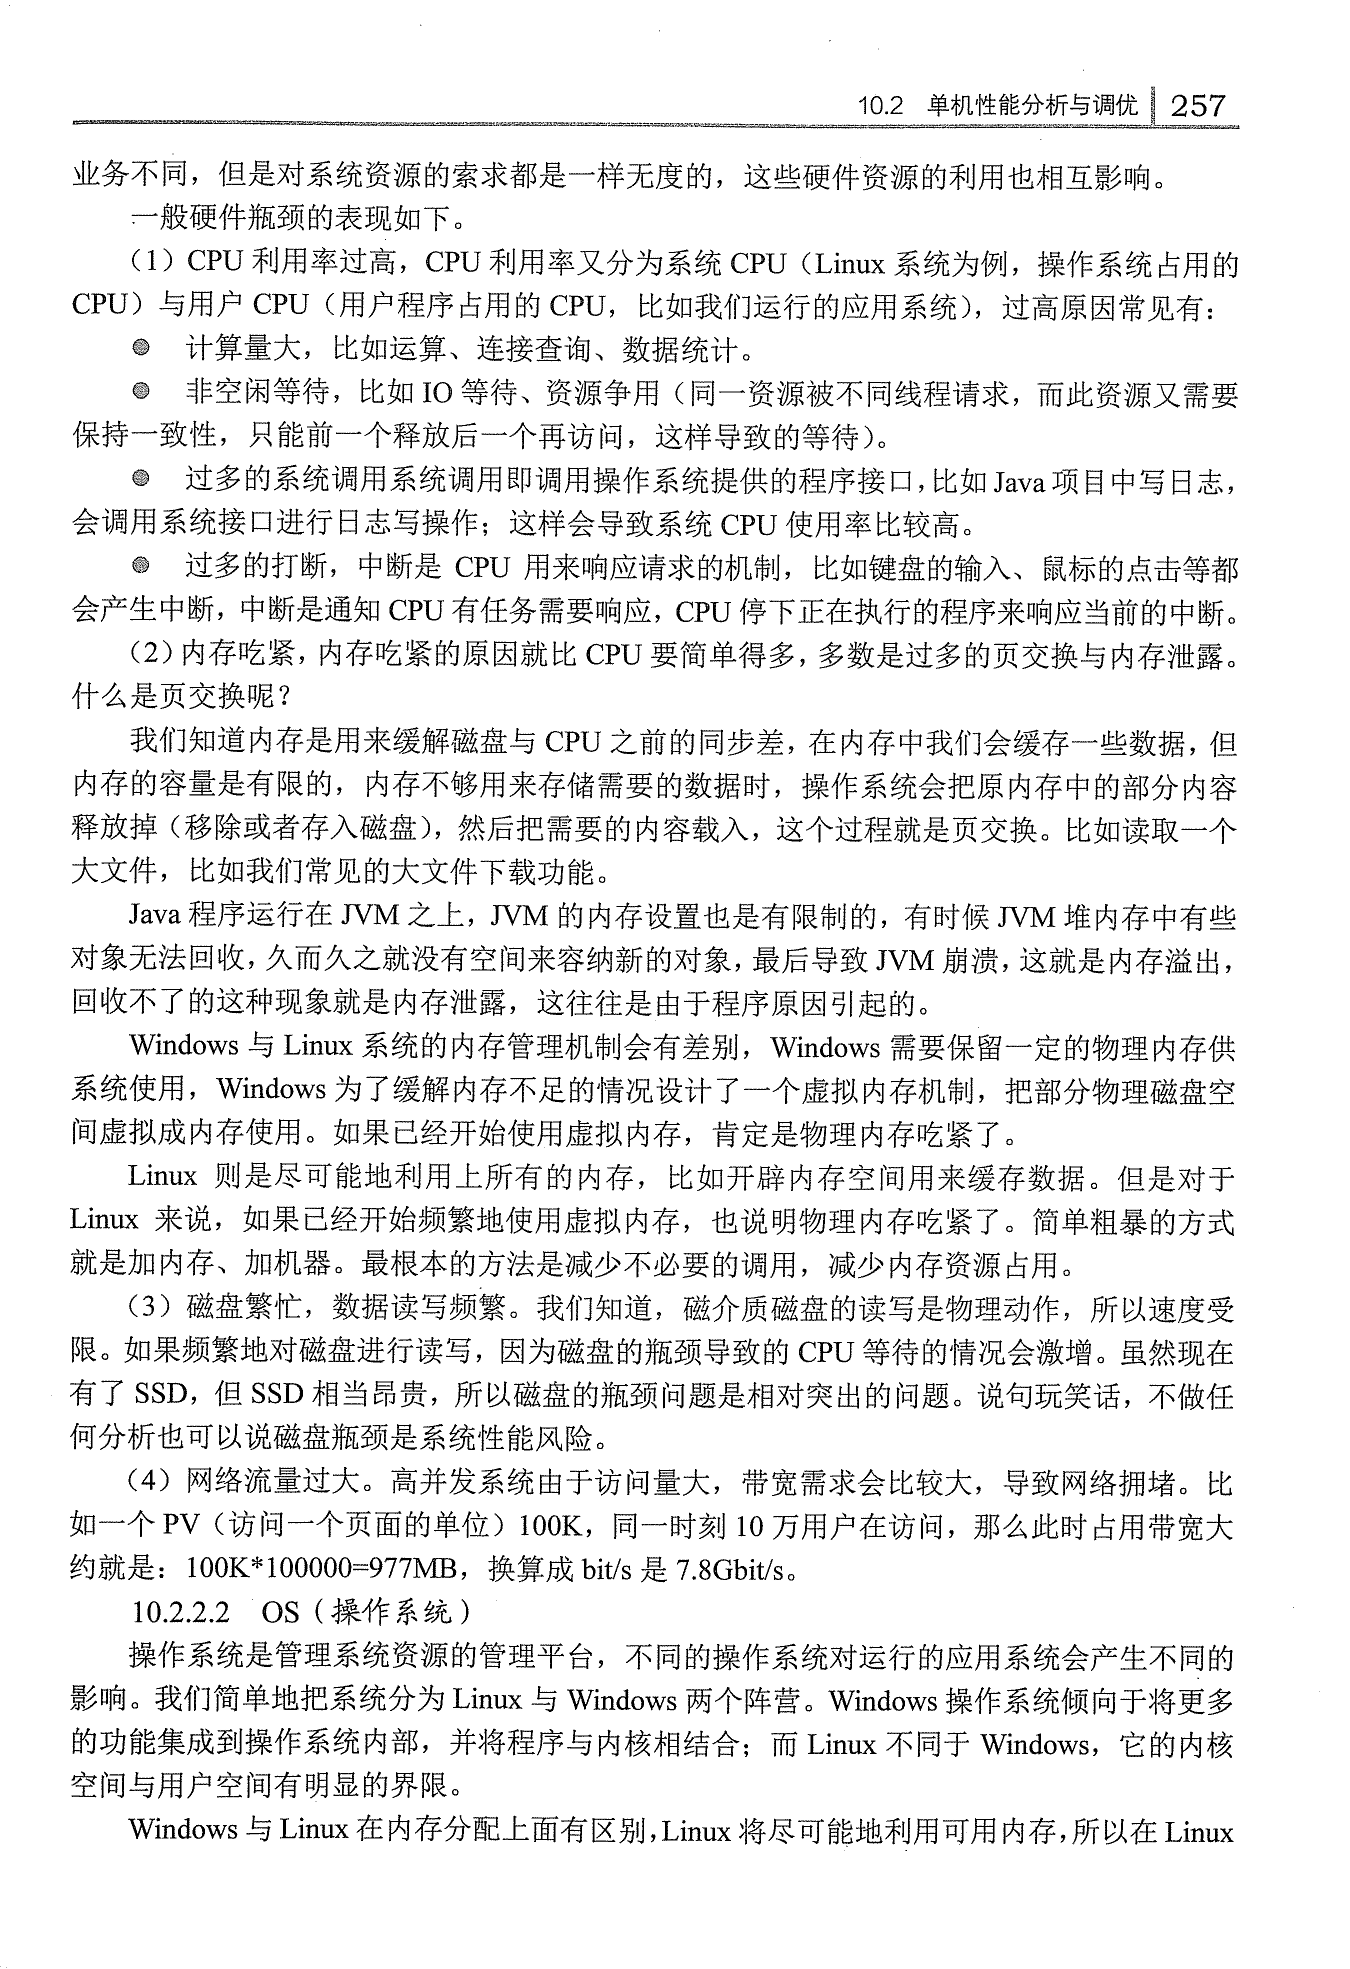 10.2 单机性能分析与调优 257
业务不同，但是对系统资源的索求都是一样无度的，这些硬件资源的利用也相互影响。
一般硬件瓶颈的表现如下。
（1）CPU 利用率过高，CPU 利用率又分为系统 CPU（Linux 系统为例，操作系统占用的
CPU）与用户 CPU（用户程序占用的 CPU，比如我们运行的应用系统），过高原因常见有：
● 计算量大，比如运算、连接查询、数据统计。
● 非空闲等待，比如 IO 等待、资源争用（同一资源被不同线程请求，而此资源又需要
保持一致性，只能前一个释放后一个再访问，这样导致的等待）。
● 过多的系统调用系统调用即调用操作系统提供的程序接口，比如 Java 项目中写日志，
会调用系统接口进行日志写操作；这样会导致系统 CPU 使用率比较高。
● 过多的打断，中断是 CPU 用来响应请求的机制，比如键盘的输入、鼠标的点击等都
会产生中断，中断是通知 CPU 有任务需要响应，CPU 停下正在执行的程序来响应当前的中断。
（2）内存吃紧，内存吃紧的原因就比 CPU 要简单得多，多数是过多的页交换与内存泄露。
什么是页交换呢？
我们知道内存是用来缓解磁盘与 CPU 之前的同步差，在内存中我们会缓存一些数据，但
内存的容量是有限的，内存不够用来存储需要的数据时，操作系统会把原内存中的部分内容
释放掉（移除或者存入磁盘），然后把需要的内容载入，这个过程就是页交换。比如读取一个
大文件，比如我们常见的大文件下载功能。
Java 程序运行在 JVM 之上，JVM 的内存设置也是有限制的，有时候 JVM 堆内存中有些
对象无法回收，久而久之就没有空间来容纳新的对象，最后导致 JVM 崩溃，这就是内存溢出，
回收不了的这种现象就是内存泄露，这往往是由于程序原因引起的。
Windows 与 Linux 系统的内存管理机制会有差别，Windows 需要保留一定的物理内存供
系统使用，Windows 为了缓解内存不足的情况设计了一个虚拟内存机制，把部分物理磁盘空
间虚拟成内存使用。如果已经开始使用虚拟内存，肯定是物理内存吃紧了。
Linux 则是尽可能地利用上所有的内存，比如开辟内存空间用来缓存数据。但是对于
Linux 来说，如果已经开始频繁地使用虚拟内存，也说明物理内存吃紧了。简单粗暴的方式
就是加内存、加机器。最根本的方法是减少不必要的调用，减少内存资源占用。
（3）磁盘繁忙，数据读写频繁。我们知道，磁介质磁盘的读写是物理动作，所以速度受
限。如果频繁地对磁盘进行读写，因为磁盘的瓶颈导致的 CPU 等待的情况会激增。虽然现在
有了 SSD，但 SSD 相当昂贵，所以磁盘的瓶颈问题是相对突出的问题。说句玩笑话，不做任
何分析也可以说磁盘瓶颈是系统性能风险。
（4）网络流量过大。高并发系统由于访问量大，带宽需求会比较大，导致网络拥堵。比
如一个 PV（访问一个页面的单位）100K，同一时刻 10 万用户在访问，那么此时占用带宽大
约就是：100K*100000=977MB，换算成 bit/s 是 7.8Gbit/s。
10.2.2.2 OS（操作系统）
操作系统是管理系统资源的管理平台，不同的操作系统对运行的应用系统会产生不同的
影响。我们简单地把系统分为 Linux 与 Windows 两个阵营。Windows 操作系统倾向于将更多
的功能集成到操作系统内部，并将程序与内核相结合；而 Linux 不同于 Windows，它的内核
空间与用户空间有明显的界限。
Windows 与 Linux 在内存分配上面有区别，Linux 将尽可能地利用可用内存，所以在 Linux